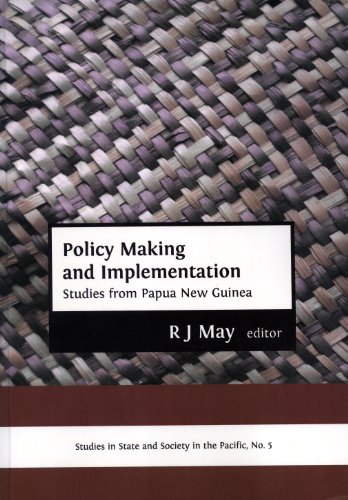 Policy Making
and Implementation
Studies from Papua New Guinea
R J May editor
Studies in State and Society in the Pacific, No. 5